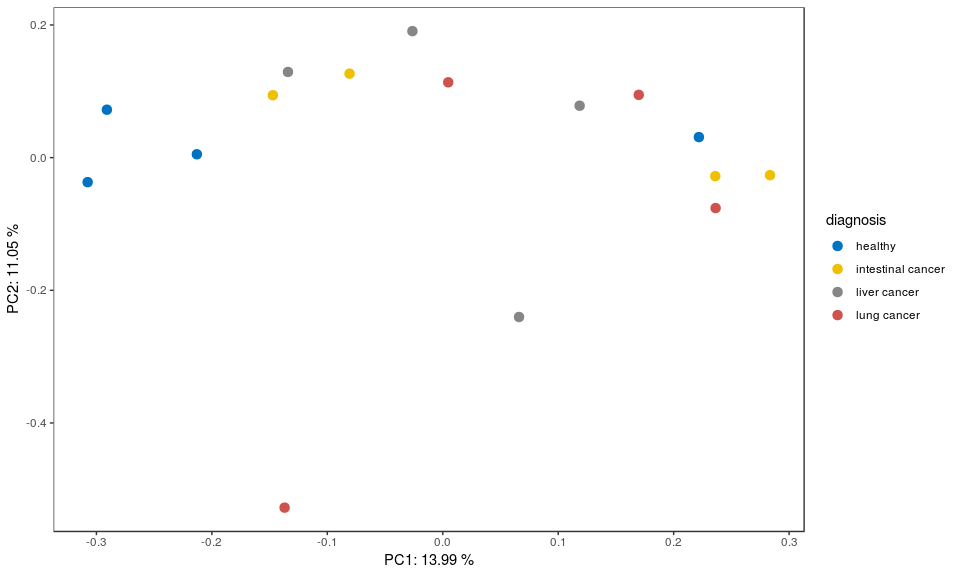 0.2
0.0
-0.2
-0.4
PC2: 11.05 %
-0.3 -0.2 -0.1 0.0 0.1 0.2 0.3
PC1: 13.99 %
diagnosis
healthy
intestinal cancer
liver cancer
lung cancer